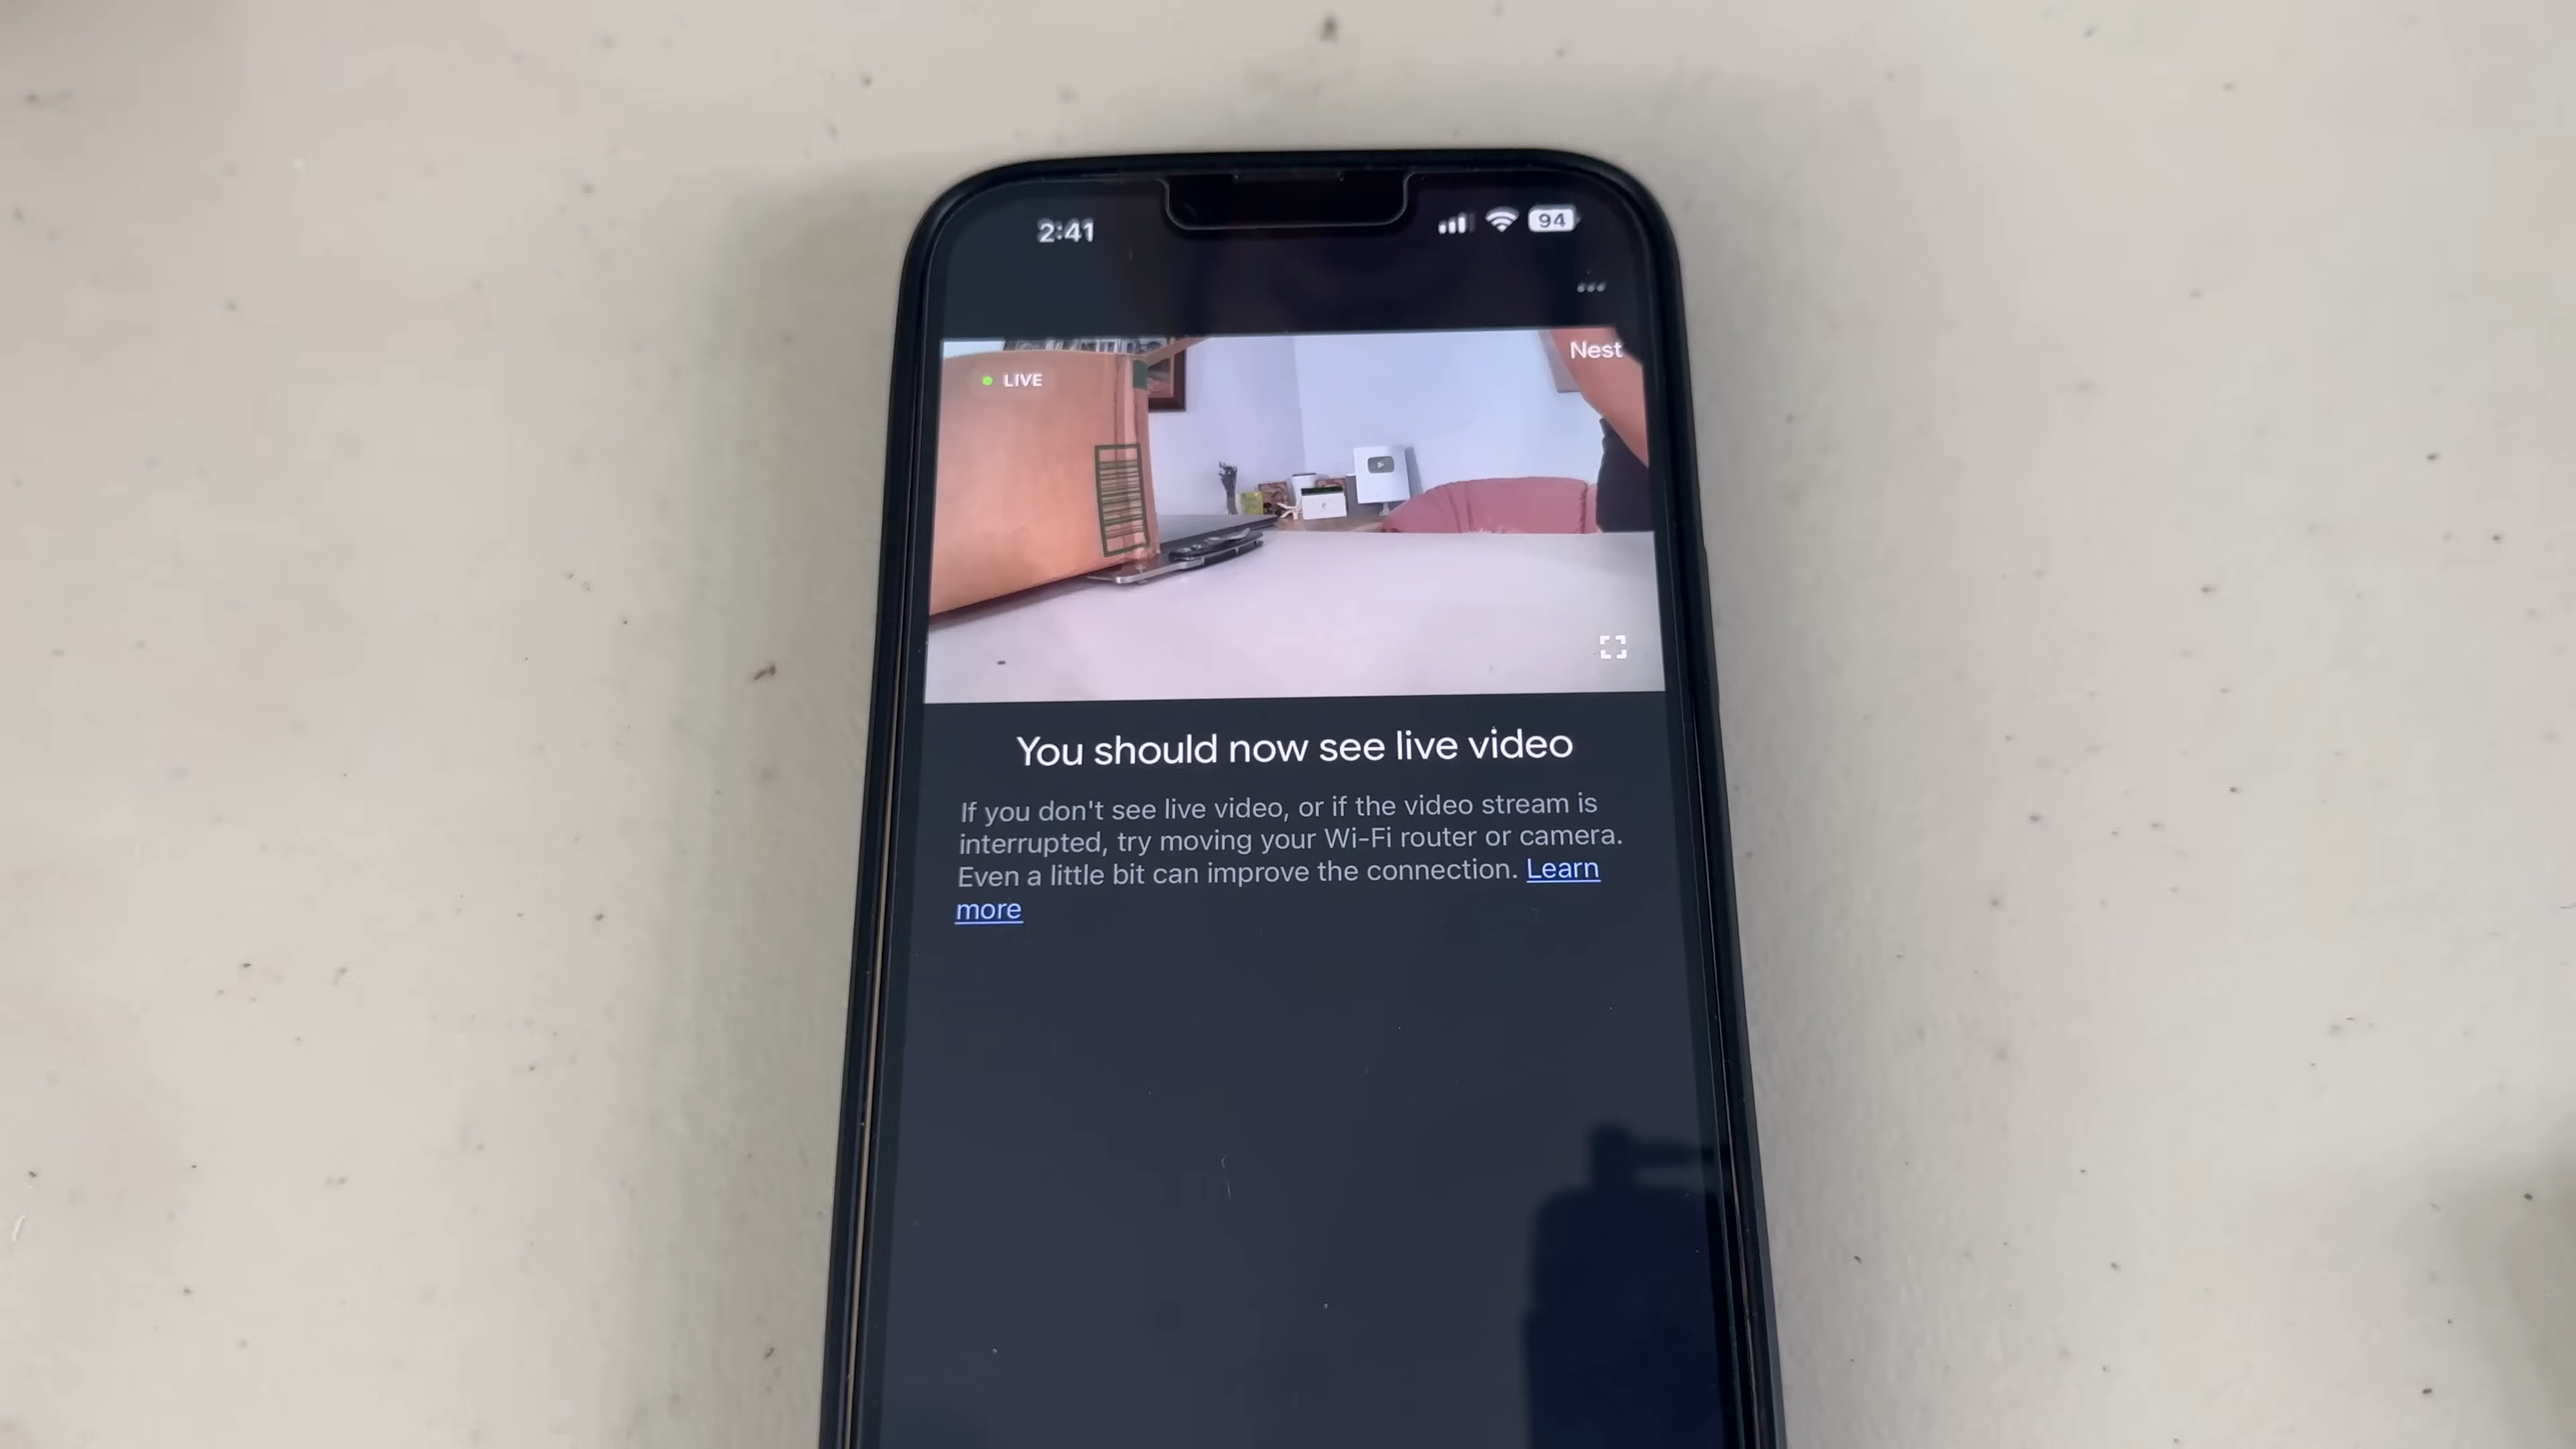 2:41
94
Nest
LIVE
You should now see live video
If you don't see live video, or if the video stream is
interrupted, try moving your Wi-Fi router or camera.
Even a little bit can improve the connection. Learn
more